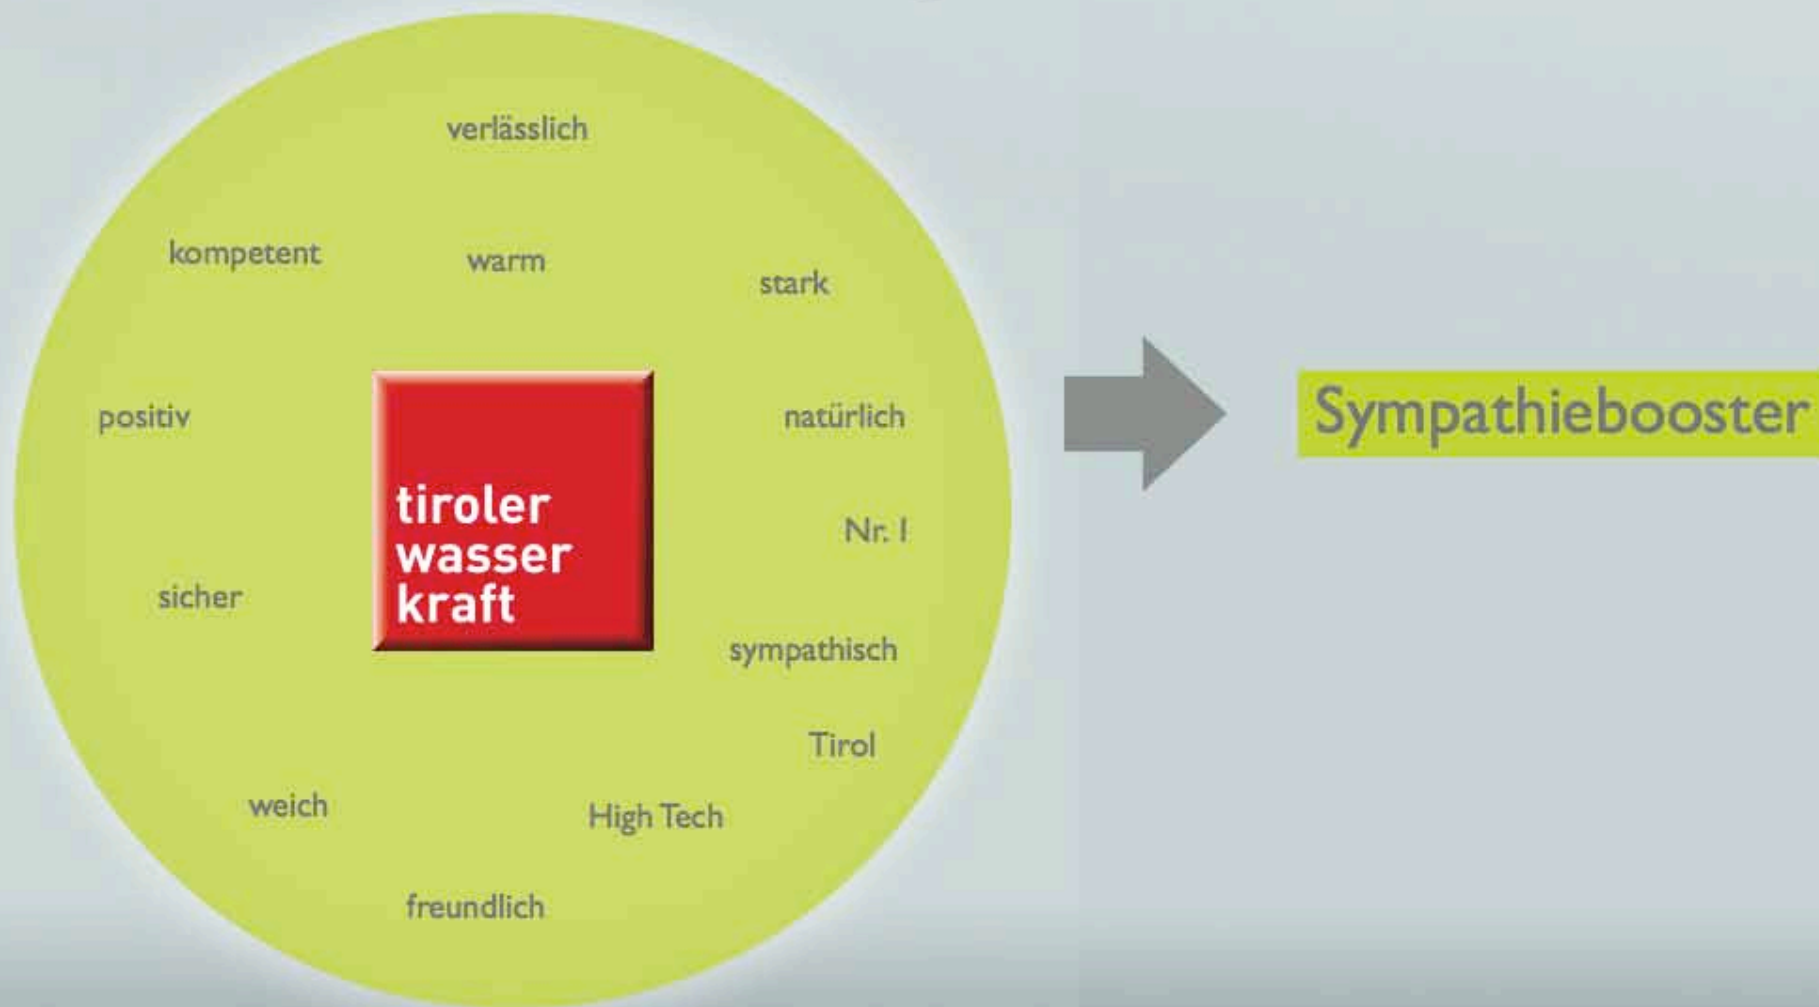 verlässlich
kompetent
warm
stark
positiv
natürlich
Sympathiebooster
tiroler
wasser
kraft
Nr. 1
sicher
sympathisch
Tirol
weich
High Tech
freundlich